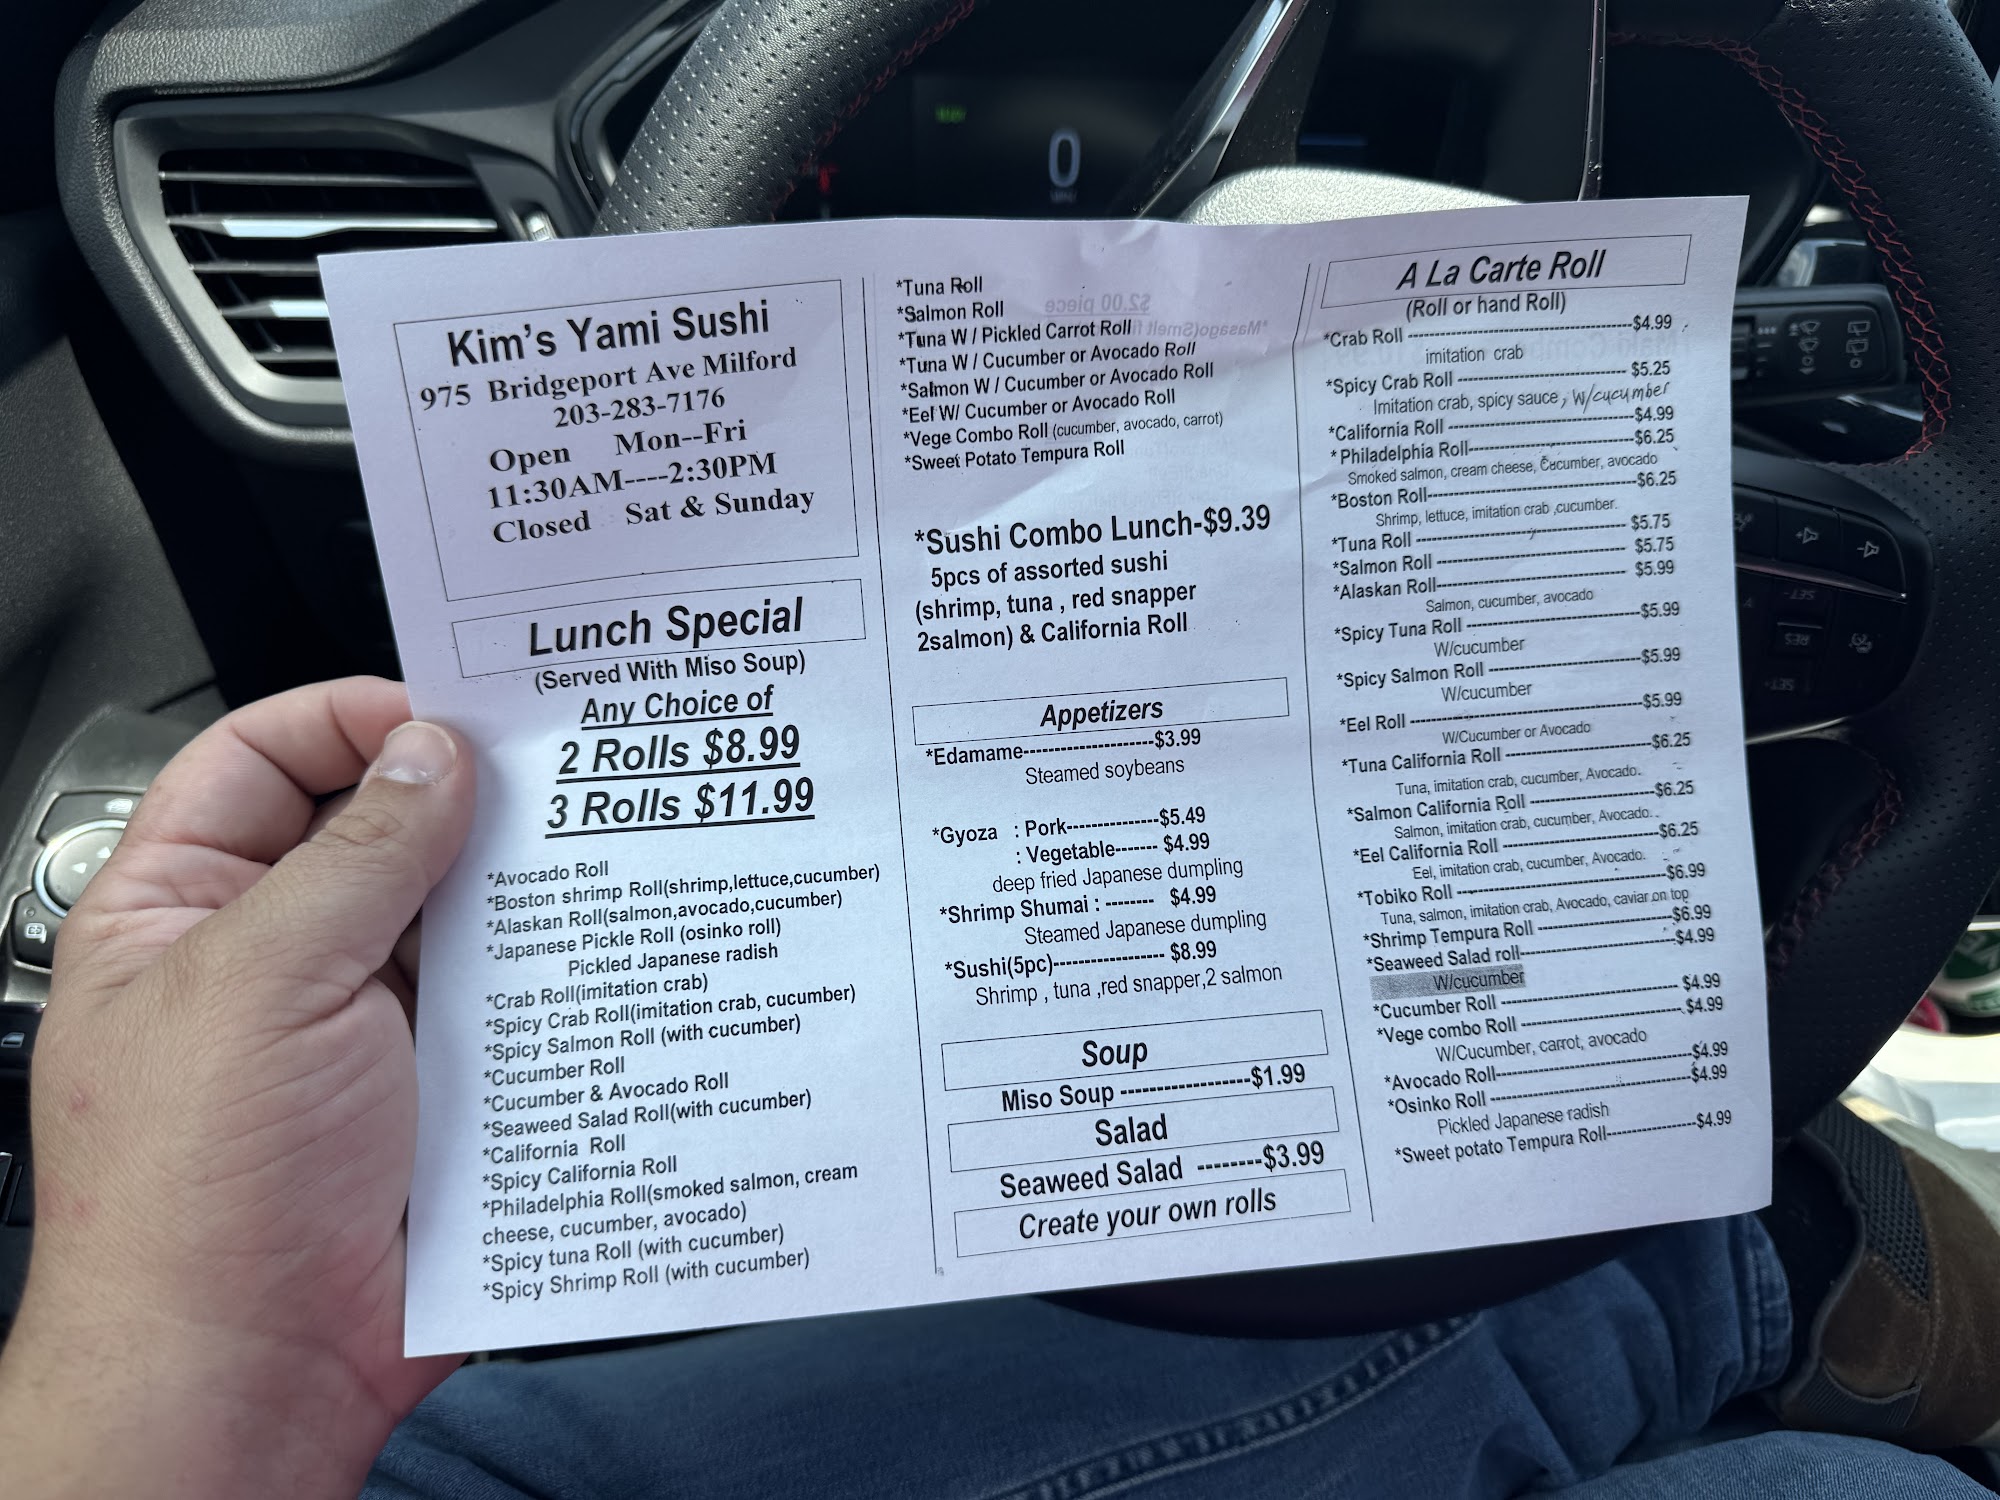 Kim's Yami Sushi
975 Bridgeport Ave Milford
203-283-7176
Open Mon--Fri
11:30AM----2:30PM
Closed Sat & Sunday
Lunch Special
(Served With Miso Soup)
Any Choice of
2 Rolls $8.99
3 Rolls $11.99
*Avocado Roll
*Boston shrimp Roll(shrimp,lettuce,cucumber)
*Alaskan Roll(salmon,avocado,cucumber)
*Japanese Pickle Roll (osinko roll)
Pickled Japanese radish
*Crab Roll(imitation crab)
*Spicy Crab Roll(imitation crab, cucumber)
*Spicy Salmon Roll (with cucumber)
*Cucumber Roll
*Cucumber & Avocado Roll
*Seaweed Salad Roll(with cucumber)
*California Roll
*Spicy California Roll
*Philadelphia Roll(smoked salmon, cream
cheese, cucumber, avocado)
*Spicy tuna Roll (with cucumber)
*Spicy Shrimp Roll (with cucumber)
*Tuna Roll
*Salmon Roll
*Tuna W / Pickled Carrot Roll
*Tuna W / Cucumber or Avocado Roll
*Salmon W / Cucumber or Avocado Roll
*Eel W/ Cucumber or Avocado Roll
*Vege Combo Roll (cucumber, avocado, carrot)
*Sweet Potato Tempura Roll
*Sushi Combo Lunch-$9.39
5pcs of assorted sushi
(shrimp, tuna , red snapper
2salmon) & California Roll
Appetizers
*Edamame---------------------$3.99
Steamed soybeans
*Gyoza : Pork---------------$5.49
: Vegetable------- $4.99
deep fried Japanese dumpling
*Shrimp Shumai : -------- $4.99
Steamed Japanese dumpling
*Sushi(5pc)------------------ $8.99
Shrimp , tuna ,red snapper,2 salmon
Soup
Miso Soup -------------------$1.99
Salad
Seaweed Salad --------$3.99
Create your own rolls
A La Carte Roll
(Roll or hand Roll)
*Crab Roll ------------------------------------$4.99
imitation crab
*Spicy Crab Roll --------------------------- $5.25
Imitation crab, spicy sauce, W/cucumber
*California Roll ------------------------------$4.99
* Philadelphia Roll--------------------------$6.25
Smoked salmon, cream cheese, Cucumber, avocado
*Boston Roll----------------------------------$6.25
Shrimp, lettuce, imitation crab ,cucumber.
*Tuna Roll ----------------------------------- $5.75
*Salmon Roll ------------------------------- $5.75
*Alaskan Roll------------------------------- $5.99
Salmon, cucumber, avocado
*Spicy Tuna Roll ----------------------------$5.99
W/cucumber
*Spicy Salmon Roll -------------------------$5.99
W/cucumber
*Eel Roll --------------------------------------$5.99
W/Cucumber or Avocado
*Tuna California Roll ------------------------$6.25
Tuna, imitation crab, cucumber, Avocado.
*Salmon California Roll --------------------$6.25
Salmon, imitation crab, cucumber, Avocado.
*Eel California Roll -------------------------$6.25
Eel, imitation crab, cucumber, Avocado.
*Tobiko Roll ----------------------------------$6.99
Tuna, salmon, imitation crab, Avocado, caviar on top
*Shrimp Tempura Roll ----------------------$6.99
*Seaweed Salad roll-------------------------$4.99
W/cucumber
*Cucumber Roll ---------------------------- $4.99
*Vege combo Roll -------------------------- $4.99
W/Cucumber, carrot, avocado
*Avocado Roll--------------------------------$4.99
*Osinko Roll ---------------------------------$4.99
Pickled Japanese radish
*Sweet potato Tempura Roll---------------$4.99
0
RES